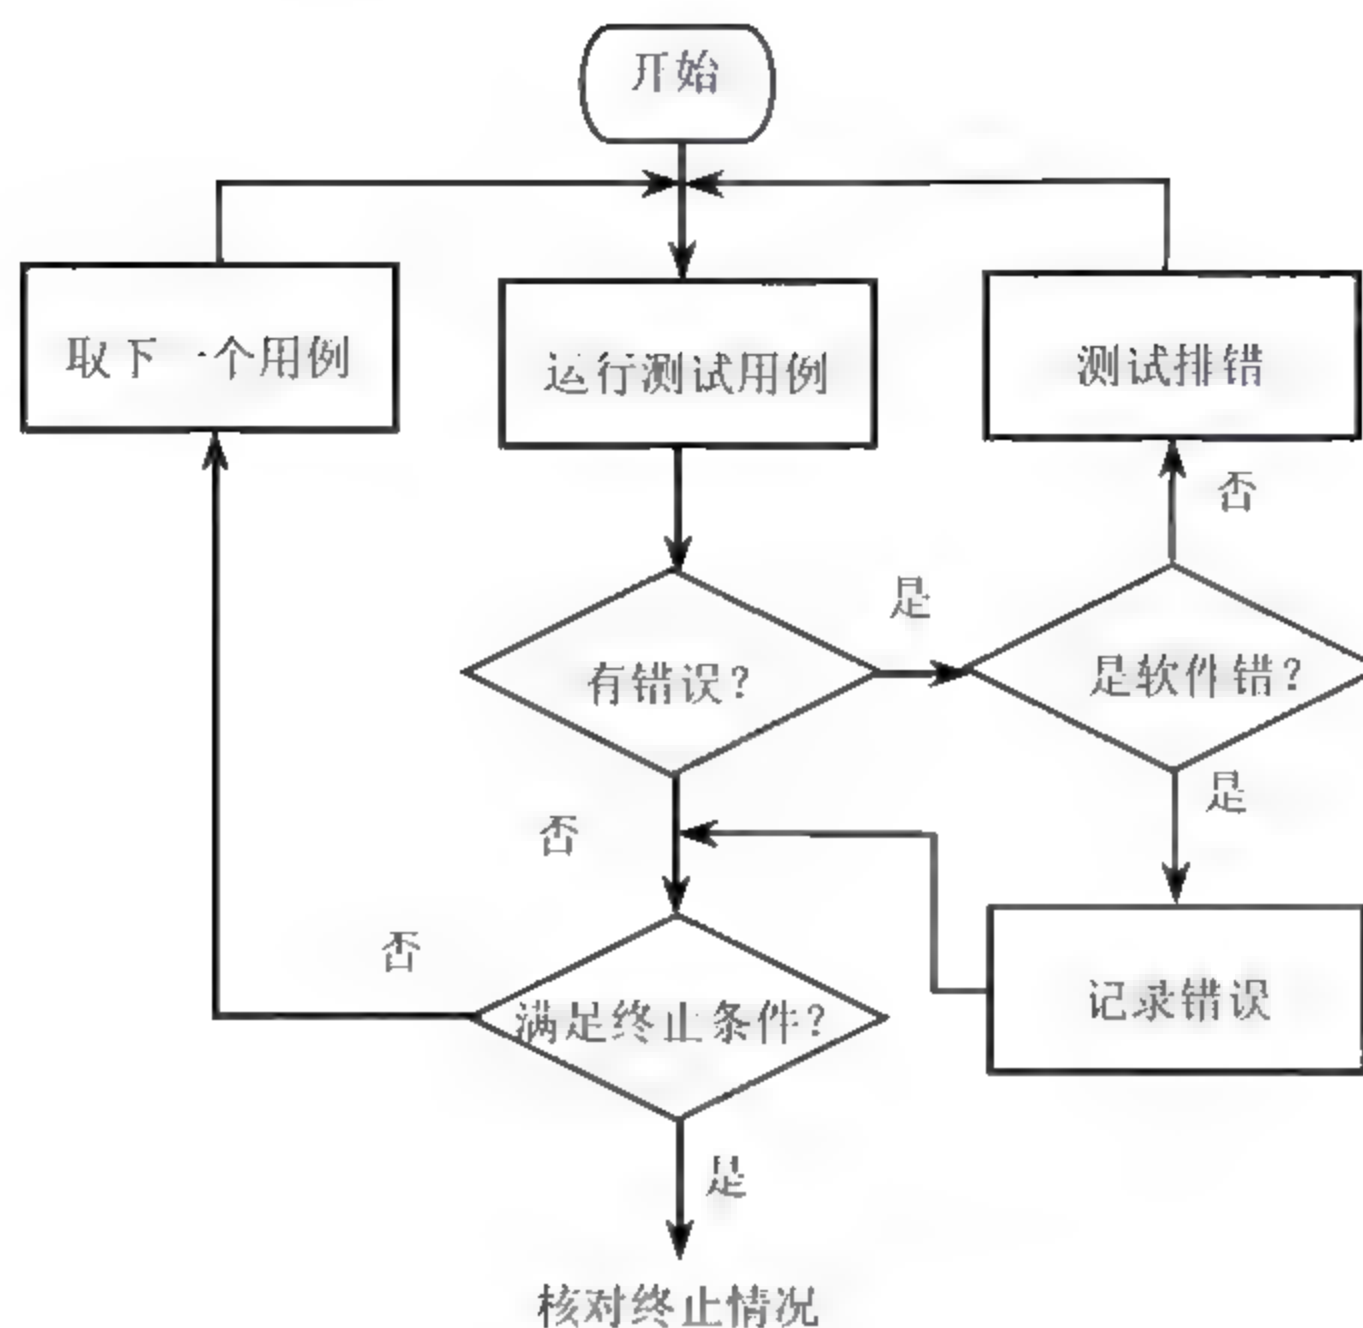 开始
取下一个用例
运行测试用例
测试排错
否
是
有错误？
是软件错？
否
是
否
满足终止条件？
记录错误
是
核对终止情况